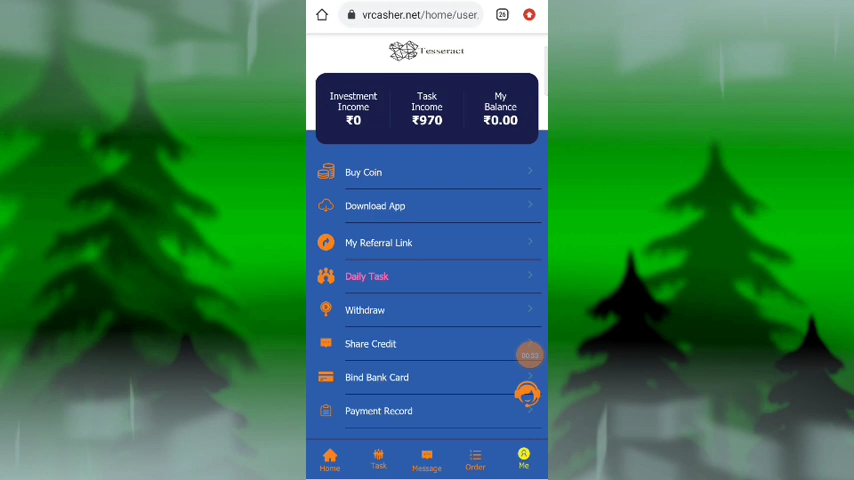 vrcasher.net/home/user.
26
Tesseract
Investment Income
Task Income
My Balance
₹0
₹970
₹0.00
Buy Coin
Download App
My Referral Link
Daily Task
Withdraw
Share Credit
00:33
Bind Bank Card
Payment Record
Home
Task
Message
Order
Me